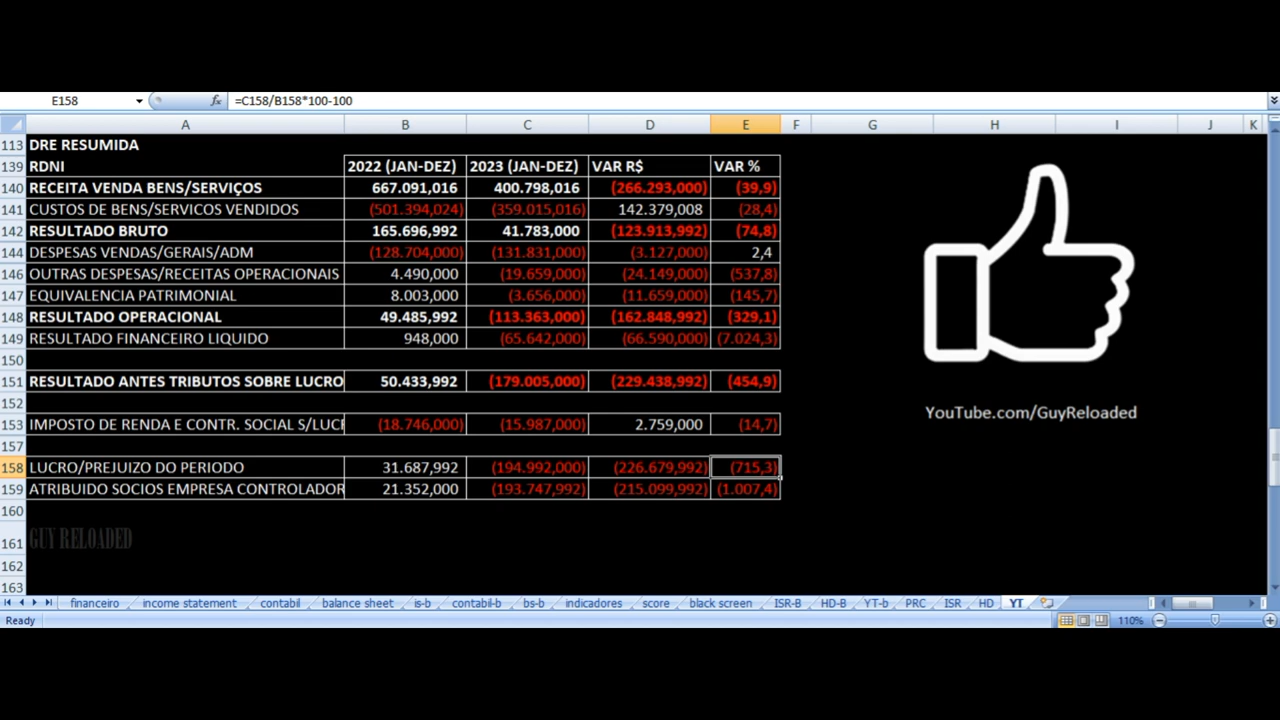 E158 fx =C158/B158*100-100
A B C D E F G H I J K
113 DRE RESUMIDA
139 RDNI 2022 (JAN-DEZ) 2023 (JAN-DEZ) VAR R$ VAR %
140 RECEITA VENDA BENS/SERVIÇOS 667.091,016 400.798,016 (266.293,000) (39,9)
141 CUSTOS DE BENS/SERVICOS VENDIDOS (501.394,024) (359.015,016) 142.379,008 (28,4)
142 RESULTADO BRUTO 165.696,992 41.783,000 (123.913,992) (74,8)
144 DESPESAS VENDAS/GERAIS/ADM (128.704,000) (131.831,000) (3.127,000) 2,4
146 OUTRAS DESPESAS/RECEITAS OPERACIONAIS 4.490,000 (19.659,000) (24.149,000) (537,8)
147 EQUIVALENCIA PATRIMONIAL 8.003,000 (3.656,000) (11.659,000) (145,7)
148 RESULTADO OPERACIONAL 49.485,992 (113.363,000) (162.848,992) (329,1)
149 RESULTADO FINANCEIRO LIQUIDO 948,000 (65.642,000) (66.590,000) (7.024,3)
150
151 RESULTADO ANTES TRIBUTOS SOBRE LUCRO 50.433,992 (179.005,000) (229.438,992) (454,9)
152
YouTube.com/GuyReloaded
153 IMPOSTO DE RENDA E CONTR. SOCIAL S/LUCR (18.746,000) (15.987,000) 2.759,000 (14,7)
157
158 LUCRO/PREJUIZO DO PERIODO 31.687,992 (194.992,000) (226.679,992) (715,3)
159 ATRIBUIDO SOCIOS EMPRESA CONTROLADOR 21.352,000 (193.747,992) (215.099,992) (1.007,4)
160
161 GUY RELOADED
162
163
financeiro income statement contabil balance sheet is-b contabil-b bs-b indicadores score black screen ISR-B HD-B YT-b PRC ISR HD YT
Ready 110%